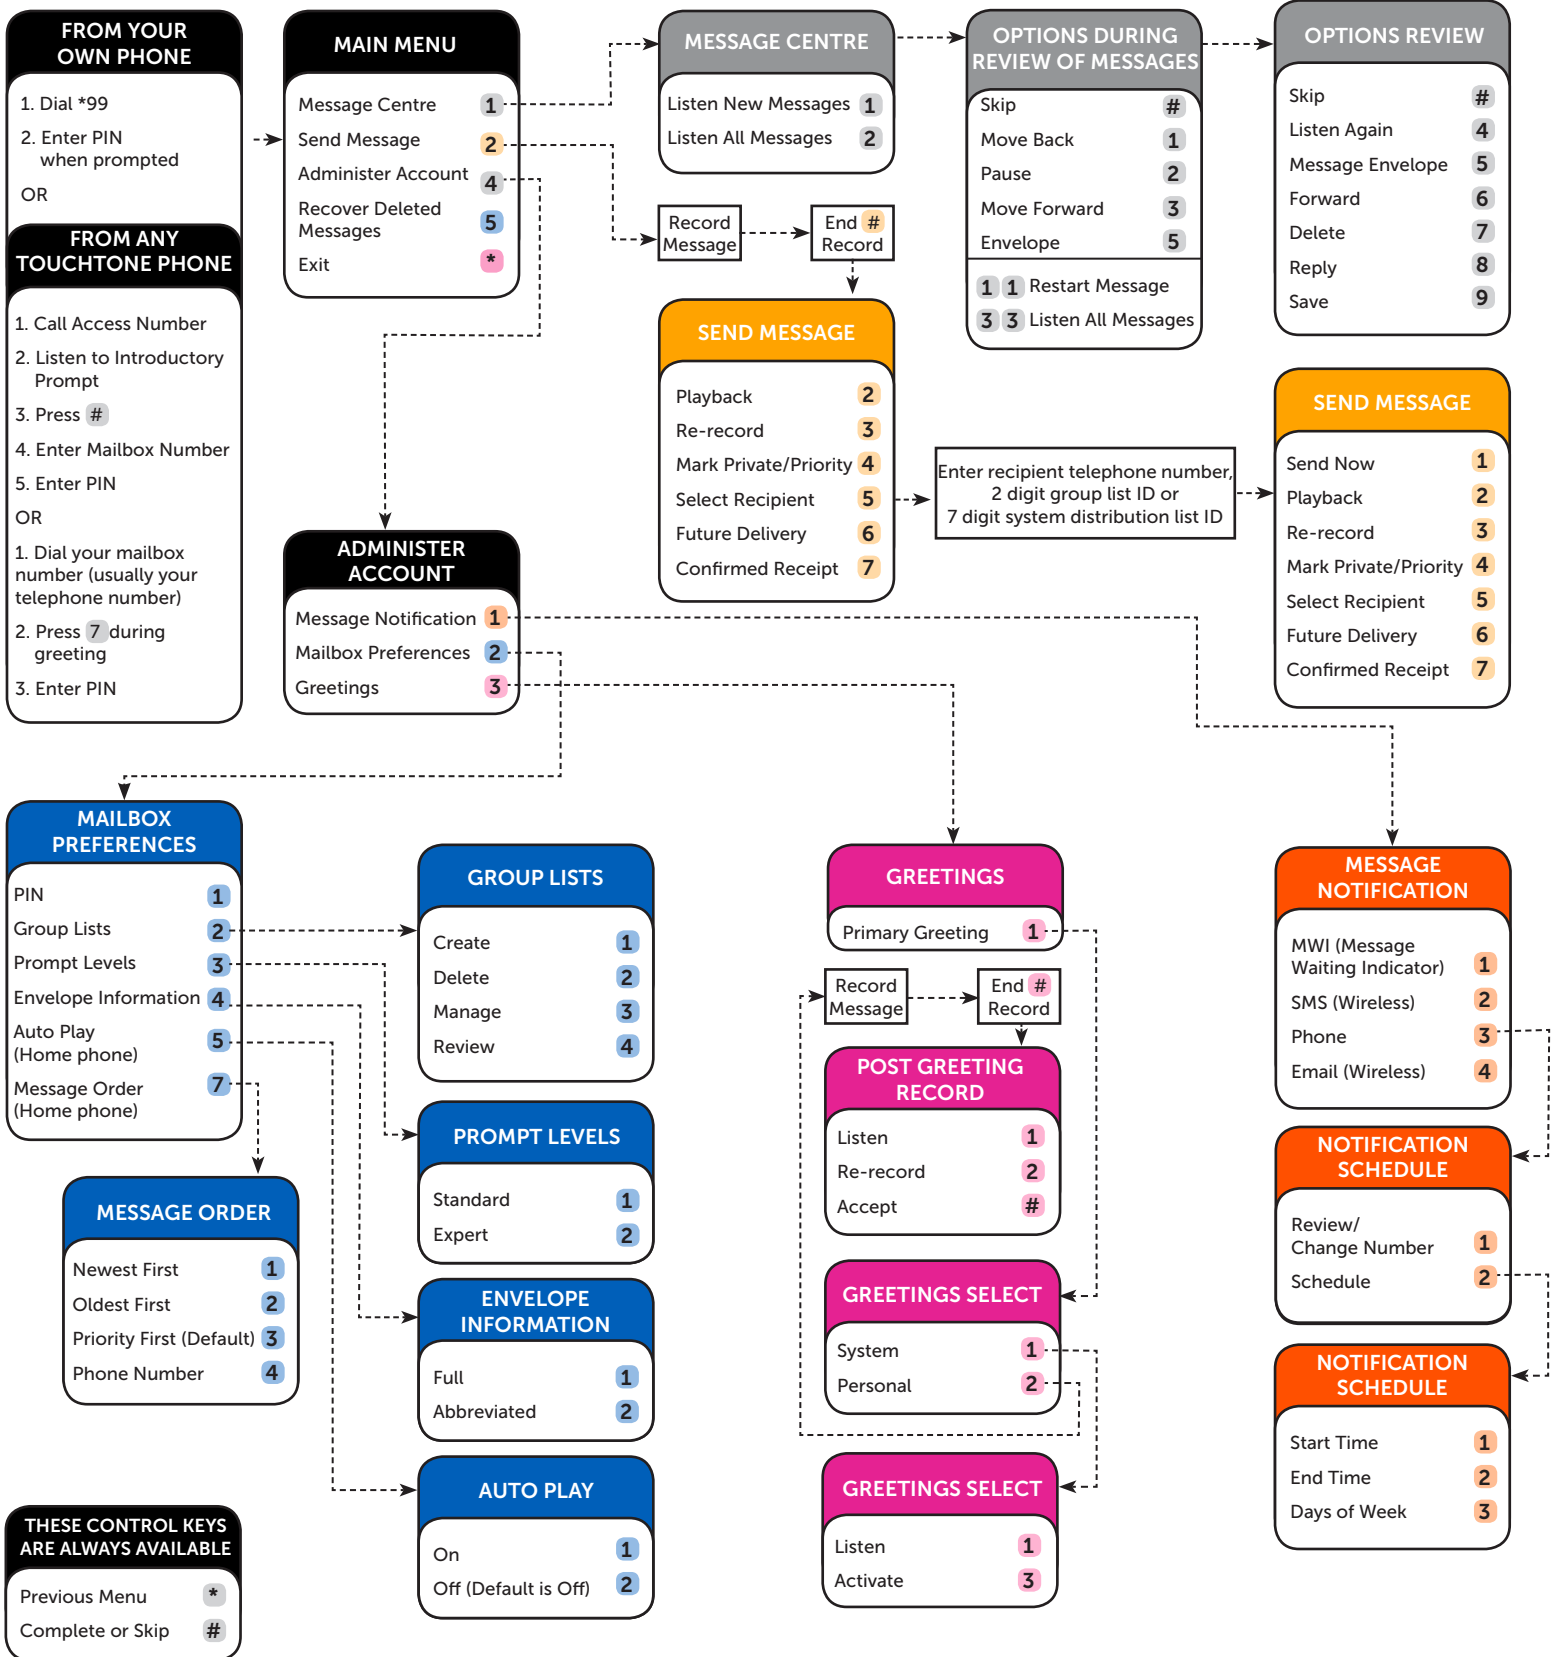 FROM YOUR
OWN PHONE
1. Dial *99
2. Enter PIN
when prompted
OR
FROM ANY
TOUCHTONE PHONE
1. Call Access Number
2. Listen to Introductory
Prompt
3. Press #
4. Enter Mailbox Number
5. Enter PIN
OR
1. Dial your mailbox
number (usually your
telephone number)
2. Press 7 during
greeting
3. Enter PIN
MAIN MENU
Message Centre 1
Send Message 2
Administer Account 4
Recover Deleted
Messages 5
Exit *
MESSAGE CENTRE
Listen New Messages 1
Listen All Messages 2
OPTIONS DURING
REVIEW OF MESSAGES
Skip #
Move Back 1
Pause 2
Move Forward 3
Envelope 5
1 1 Restart Message
3 3 Listen All Messages
OPTIONS REVIEW
Skip #
Listen Again 4
Message Envelope 5
Forward 6
Delete 7
Reply 8
Save 9
Record
Message
End #
Record
SEND MESSAGE
Playback 2
Re-record 3
Mark Private/Priority 4
Select Recipient 5
Future Delivery 6
Confirmed Receipt 7
Enter recipient telephone number,
2 digit group list ID or
7 digit system distribution list ID
SEND MESSAGE
Send Now 1
Playback 2
Re-record 3
Mark Private/Priority 4
Select Recipient 5
Future Delivery 6
Confirmed Receipt 7
ADMINISTER
ACCOUNT
Message Notification 1
Mailbox Preferences 2
Greetings 3
MAILBOX
PREFERENCES
PIN 1
Group Lists 2
Prompt Levels 3
Envelope Information 4
Auto Play
(Home phone) 5
Message Order 7
(Home phone)
MESSAGE ORDER
Newest First 1
Oldest First 2
Priority First (Default) 3
Phone Number 4
GROUP LISTS
Create 1
Delete 2
Manage 3
Review 4
PROMPT LEVELS
Standard 1
Expert 2
ENVELOPE
INFORMATION
Full 1
Abbreviated 2
AUTO PLAY
On 1
Off (Default is Off) 2
GREETINGS
Primary Greeting 1
Record
Message
End #
Record
POST GREETING
RECORD
Listen 1
Re-record 2
Accept #
GREETINGS SELECT
System 1
Personal 2
GREETINGS SELECT
Listen 1
Activate 3
MESSAGE
NOTIFICATION
MWI (Message
Waiting Indicator) 1
SMS (Wireless) 2
Phone 3
Email (Wireless) 4
NOTIFICATION
SCHEDULE
Review/
Change Number 1
Schedule 2
NOTIFICATION
SCHEDULE
Start Time 1
End Time 2
Days of Week 3
THESE CONTROL KEYS
ARE ALWAYS AVAILABLE
Previous Menu *
Complete or Skip #